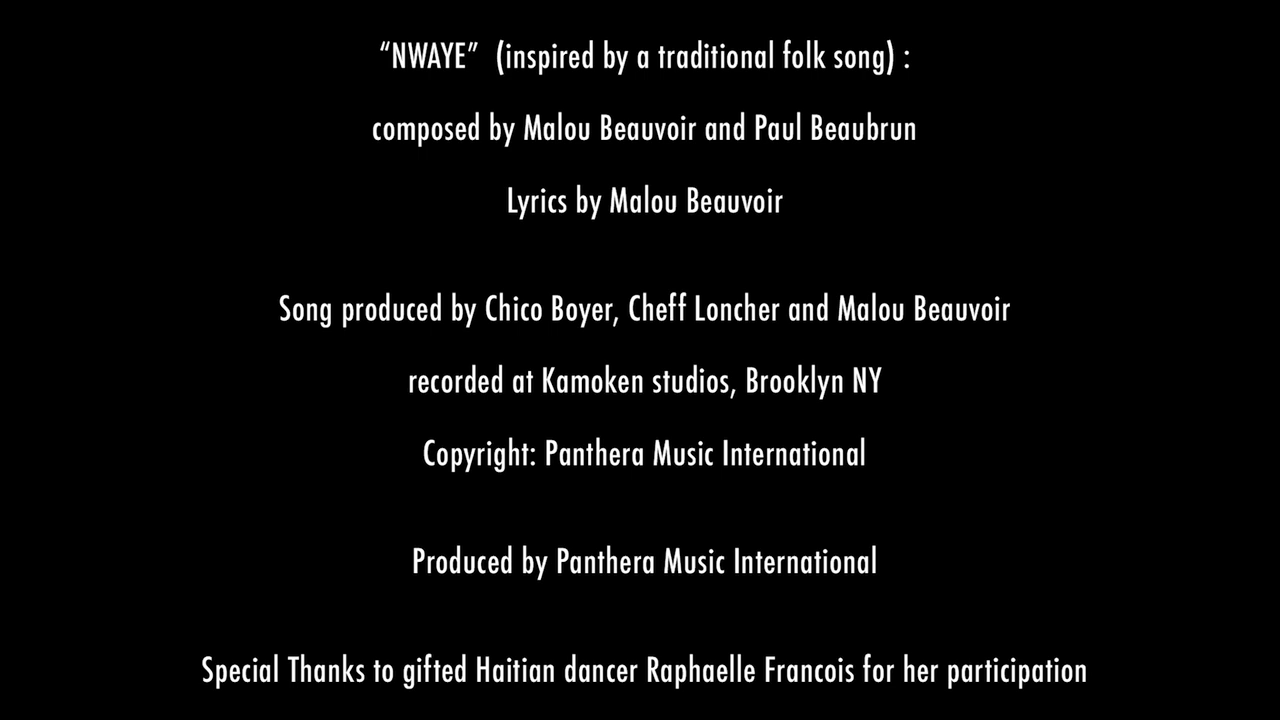 “NWAYE” (inspired by a traditional folk song) :
composed by Malou Beauvoir and Paul Beaubrun
Lyrics by Malou Beauvoir
Song produced by Chico Boyer, Cheff Loncher and Malou Beauvoir
recorded at Kamoken studios, Brooklyn NY
Copyright: Panthera Music International
Produced by Panthera Music International
Special Thanks to gifted Haitian dancer Raphaelle Francois for her participation